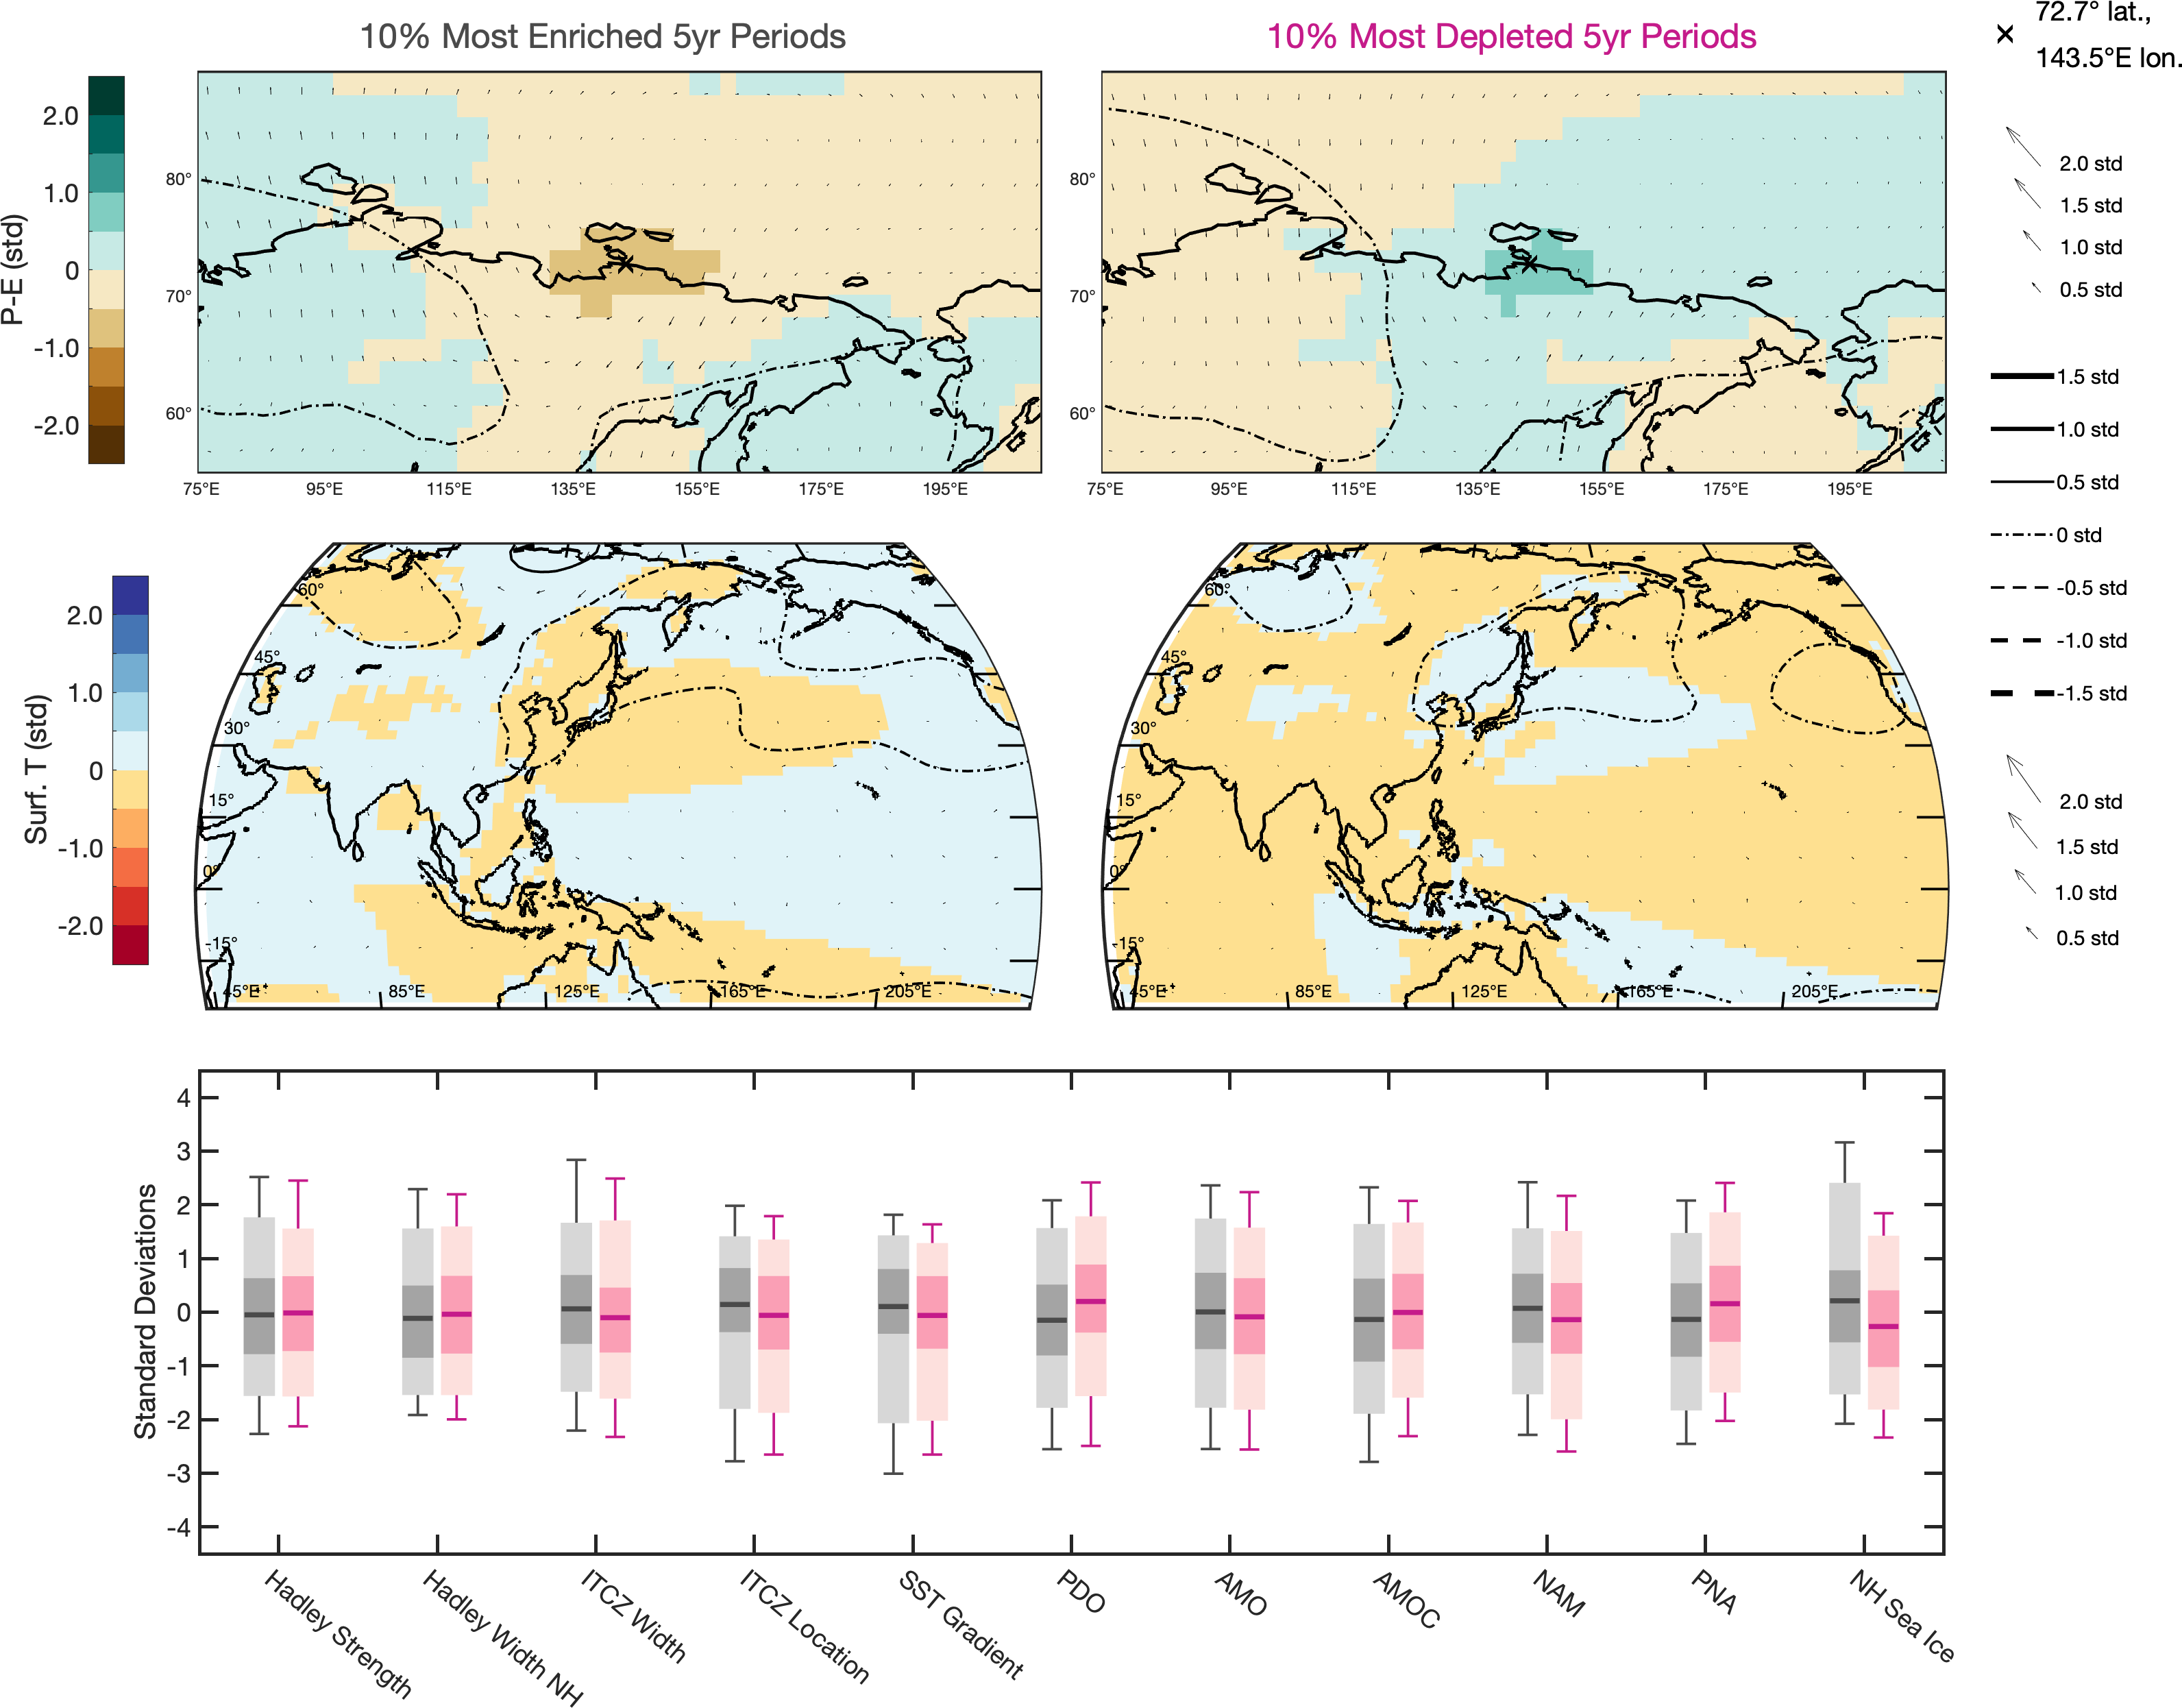 10% Most Enriched 5yr Periods
10% Most Depleted 5yr Periods
72.7° lat.,
143.5°E lon.
P-E (std)
2.0
1.0
0
-1.0
-2.0
80°
70°
60°
75°E 95°E 115°E 135°E 155°E 175°E 195°E
80°
70°
60°
75°E 95°E 115°E 135°E 155°E 175°E 195°E
2.0 std
1.5 std
1.0 std
0.5 std
1.5 std
1.0 std
0.5 std
0 std
-0.5 std
-1.0 std
-1.5 std
2.0 std
1.5 std
1.0 std
0.5 std
Surf. T (std)
2.0
1.0
0
-1.0
-2.0
60°
45°
30°
15°
0°
-15°
45°E 85°E 125°E 165°E 205°E
60°
45°
30°
15°
0°
-15°
45°E 85°E 125°E 165°E 205°E
Standard Deviations
4
3
2
1
0
-1
-2
-3
-4
Hadley Strength
Hadley Width NH
ITCZ Width
ITCZ Location
SST Gradient
PDO
AMO
AMOC
NAM
PNA
NH Sea Ice